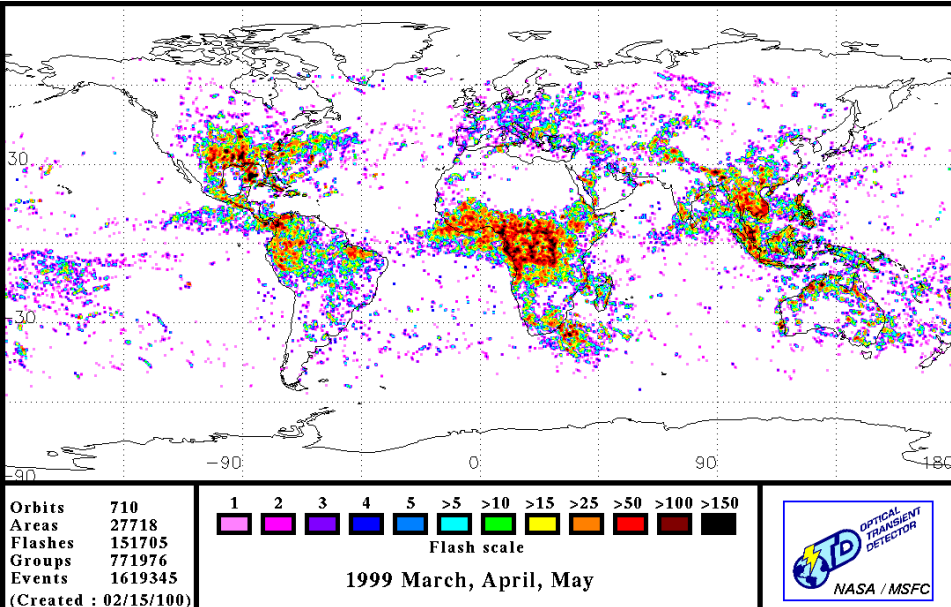 30
-30
-90
-90
0
90
180
Orbits 710
Areas 27718
Flashes 151705
Groups 771976
Events 1619345
(Created : 02/15/100)
1 2 3 4 5 >5 >10 >15 >25 >50 >100 >150
Flash scale
1999 March, April, May
OTD
OPTICAL
TRANSIENT
DETECTOR
NASA / MSFC